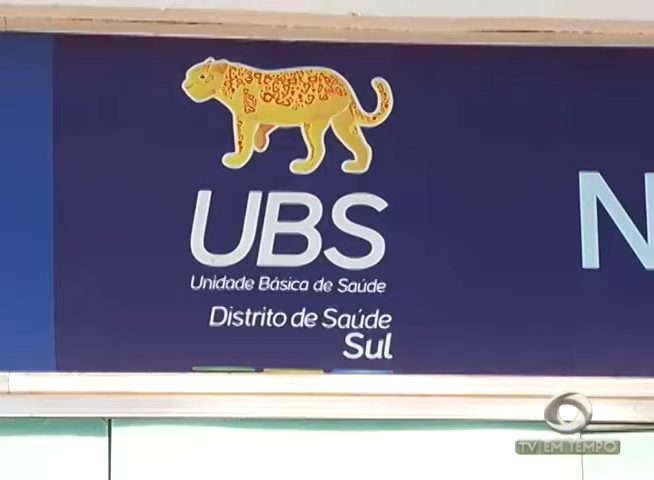 UBS
Unidade Básica de Saúde
Distrito de Saúde
Sul
N
TV EM TEMPO